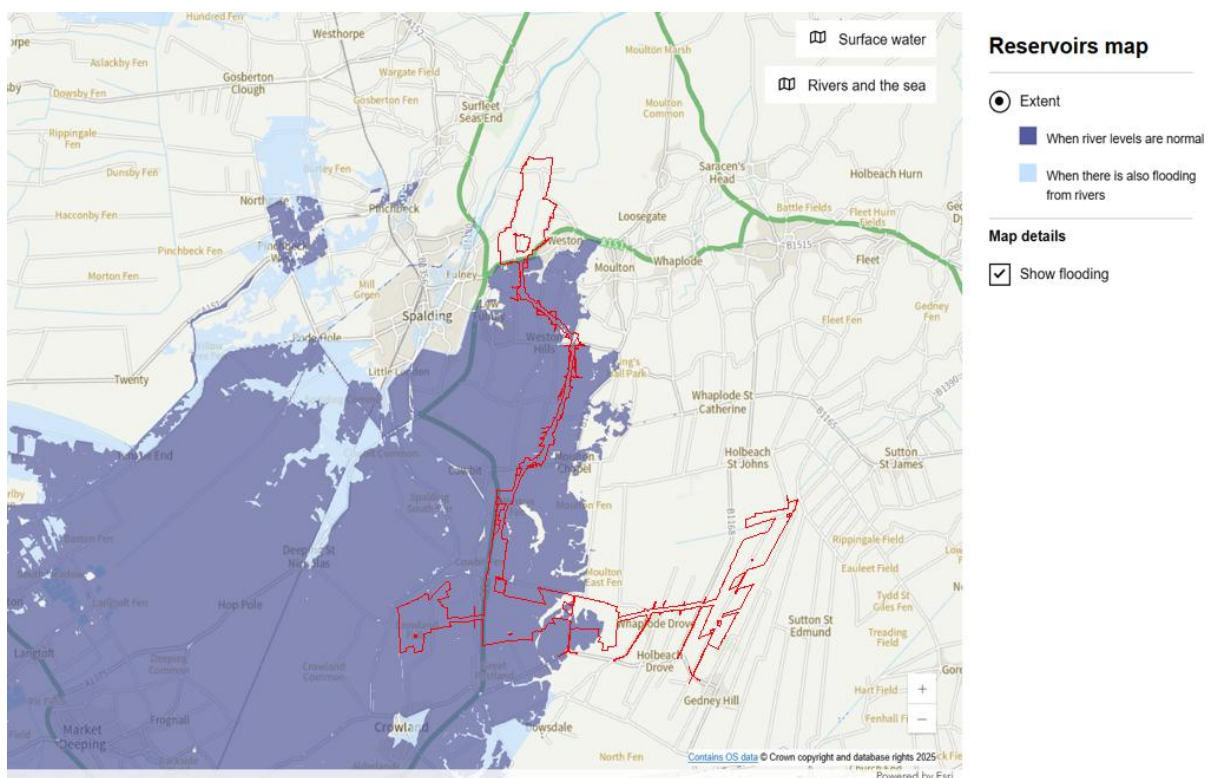 Westhorpe
Surface water
Moulton Marsh
Reservoirs map
Aslackby Fen
Gosberton
Clough
Wargate Field
Rivers and the sea
Dowsby Fen
Gosberton Fen
Extent
Surfleet
Seas End
Moulton
Common
Rippingale
Fen
When river levels are normal
Saracen's
Head
Holbeach Hurn
Dunsby Fen
When there is also flooding
from rivers
Pinchbeck
Battle Fields
Fleet Hurn
Fields
Hacconby Fen
Loosegate
Map details
Weston
B1515
Pinchbeck Fen
Moulton
Whaplode
Fleet
Show flooding
Morton Fen
Mill
Green
Gedney
Fen
Spalding
Fleet Fen
Weston
Hills
Little London
Twenty
B1390
Whaplode St
Catherine
B1165
Holbeach
St Johns
Sutton
St James
Cowbit
Moulton
Chapel
Spalding
Moulton Fen
B1168
Rippingale Field
Deeping St
Nicholas
Eauleet Field
Moulton
East Fen
Hop Pole
Tydd St
Giles Fen
Whaplode Drove
Sutton St
Edmund
Treading
Field
Langtoft
Deeping
Common
Crowland
Common
Holbeach
Drove
Hart Field
Gedney Hill
+
Crowland
−
Market
Deeping
Frognall
North Fen
Contains OS data © Crown copyright and database rights 2025
Powered by Esri